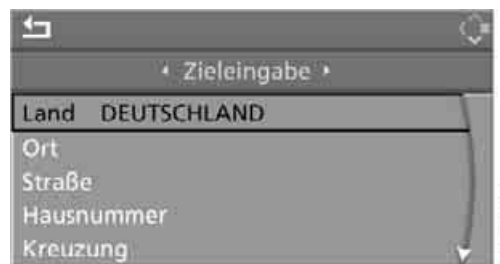 Zieleingabe
Land DEUTSCHLAND
Ort
Straße
Hausnummer
Kreuzung